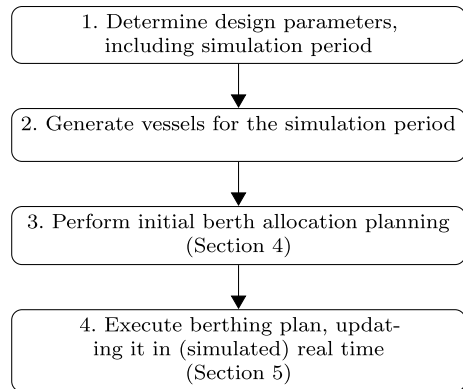 1. Determine design parameters,
including simulation period
2. Generate vessels for the simulation period
3. Perform initial berth allocation planning
(Section 4)
4. Execute berthing plan, updat-
ing it in (simulated) real time
(Section 5)